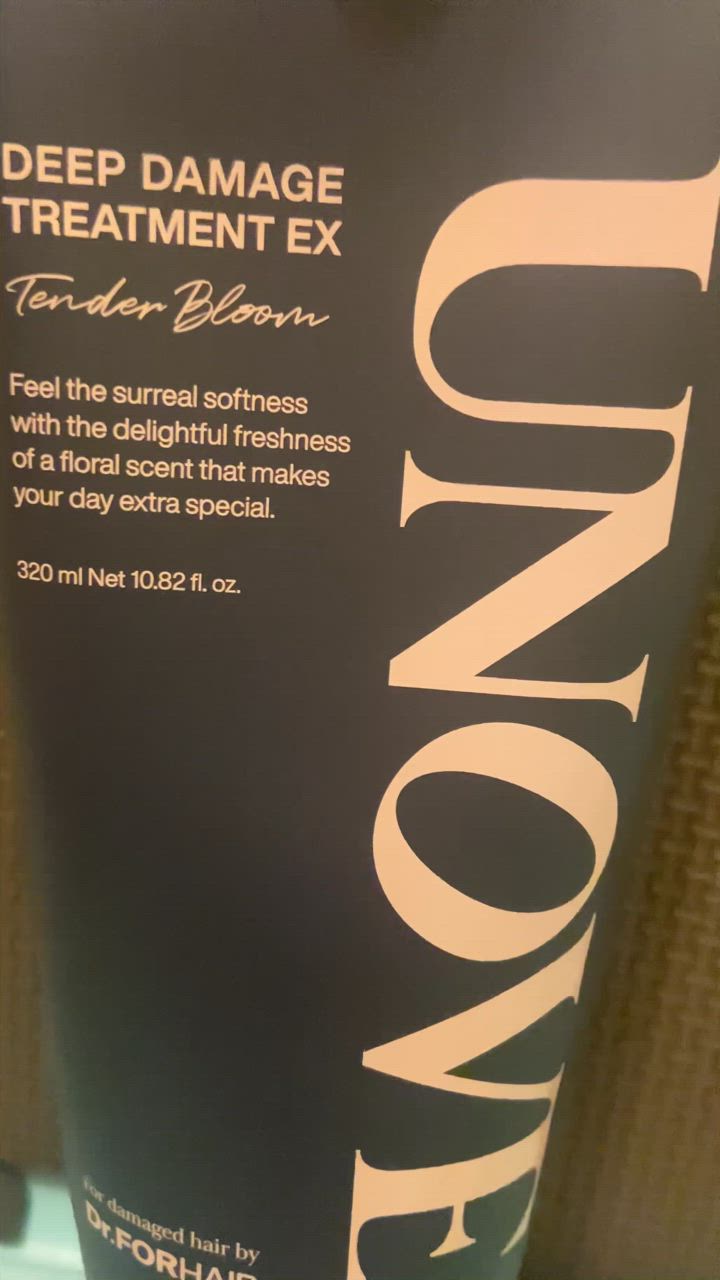 DEEP DAMAGE
TREATMENT EX
Tender Bloom
Feel the surreal softness
with the delightful freshness
of a floral scent that makes
your day extra special.
320 ml Net 10.82 fl. oz.
UNOVE
For damaged hair by
Dr.FORHAIR